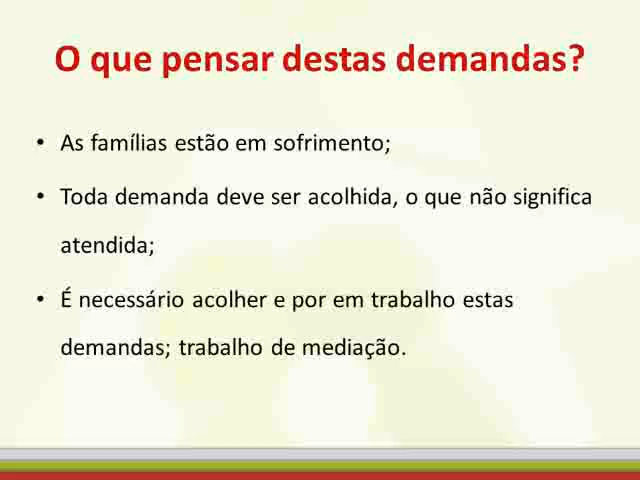 O que pensar destas demandas?
• As famílias estão em sofrimento;
• Toda demanda deve ser acolhida, o que não significa
atendida;
• É necessário acolher e por em trabalho estas
demandas; trabalho de mediação.